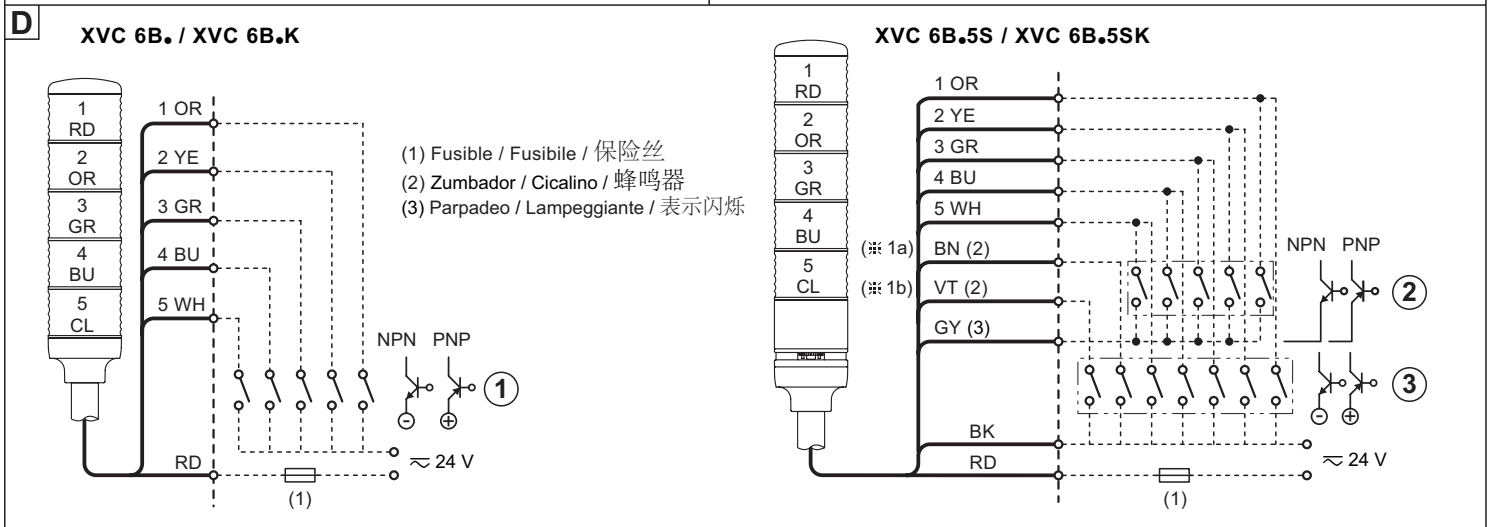 D
XVC 6B● / XVC 6B●K
1
RD
2
OR
3
GR
4
BU
5
CL
1 OR
2 YE
3 GR
4 BU
5 WH
RD
(1)
NPN PNP
①
- +
≂ 24 V
(1) Fusible / Fusibile / 保险丝
(2) Zumbador / Cicalino / 蜂鸣器
(3) Parpadeo / Lampeggiante / 表示闪烁
XVC 6B●5S / XVC 6B●5SK
1
RD
2
OR
3
GR
4
BU
5
CL
1 OR
2 YE
3 GR
4 BU
5 WH
(※ 1a) BN (2)
(※ 1b) VT (2)
GY (3)
BK
RD
(1)
NPN PNP
②
③
- +
≂ 24 V